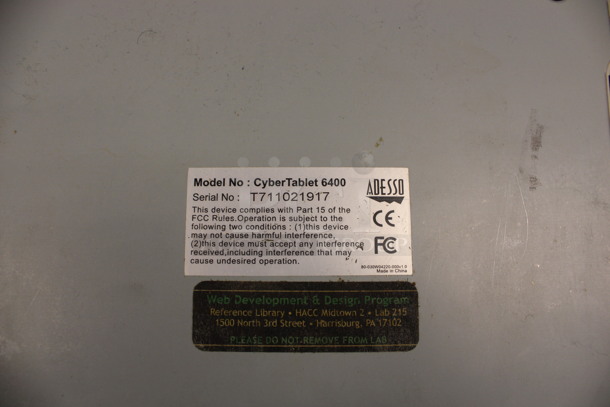 Model No : CyberTablet 6400
Serial No : T711021917
ADESSO
This device complies with Part 15 of the
FCC Rules.Operation is subject to the
following two conditions : (1)this device
may not cause harmful interference,
(2)this device must accept any interference
received,including interference that may
cause undesired operation.
CE
FC
Made in China
Web Development & Design Program
Reference Library • HACC Midtown 2 • Lab 215
1500 North 3rd Street • Harrisburg, PA 17102
PLEASE DO NOT REMOVE FROM LAB